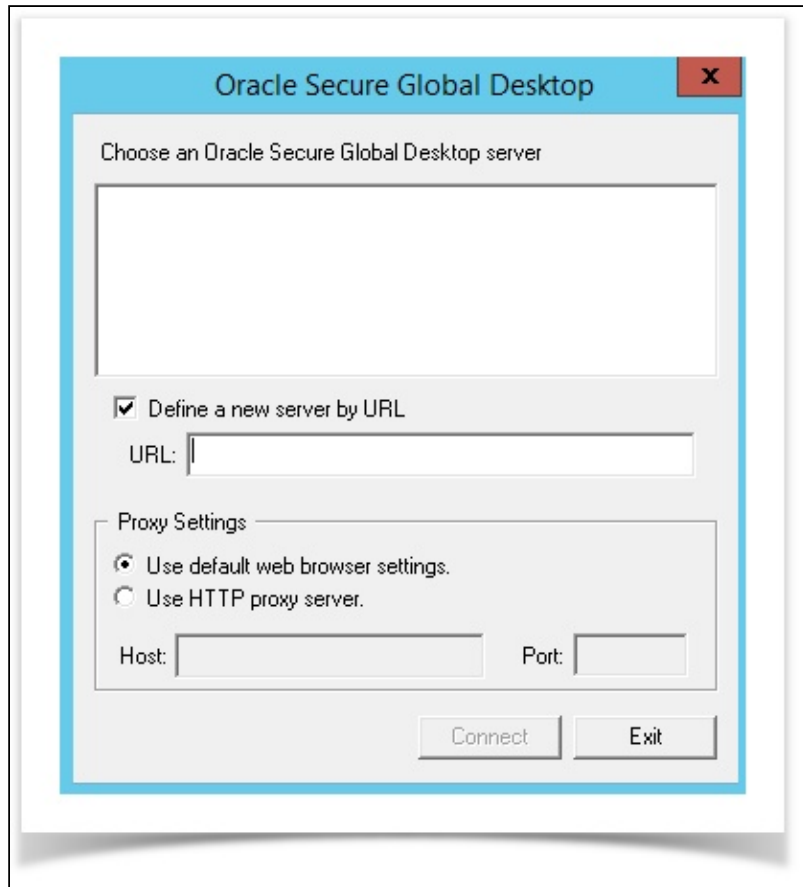 Oracle Secure Global Desktop
x
Choose an Oracle Secure Global Desktop server
Define a new server by URL
URL:
Proxy Settings
Use default web browser settings.
Use HTTP proxy server.
Host: Port:
Connect Exit